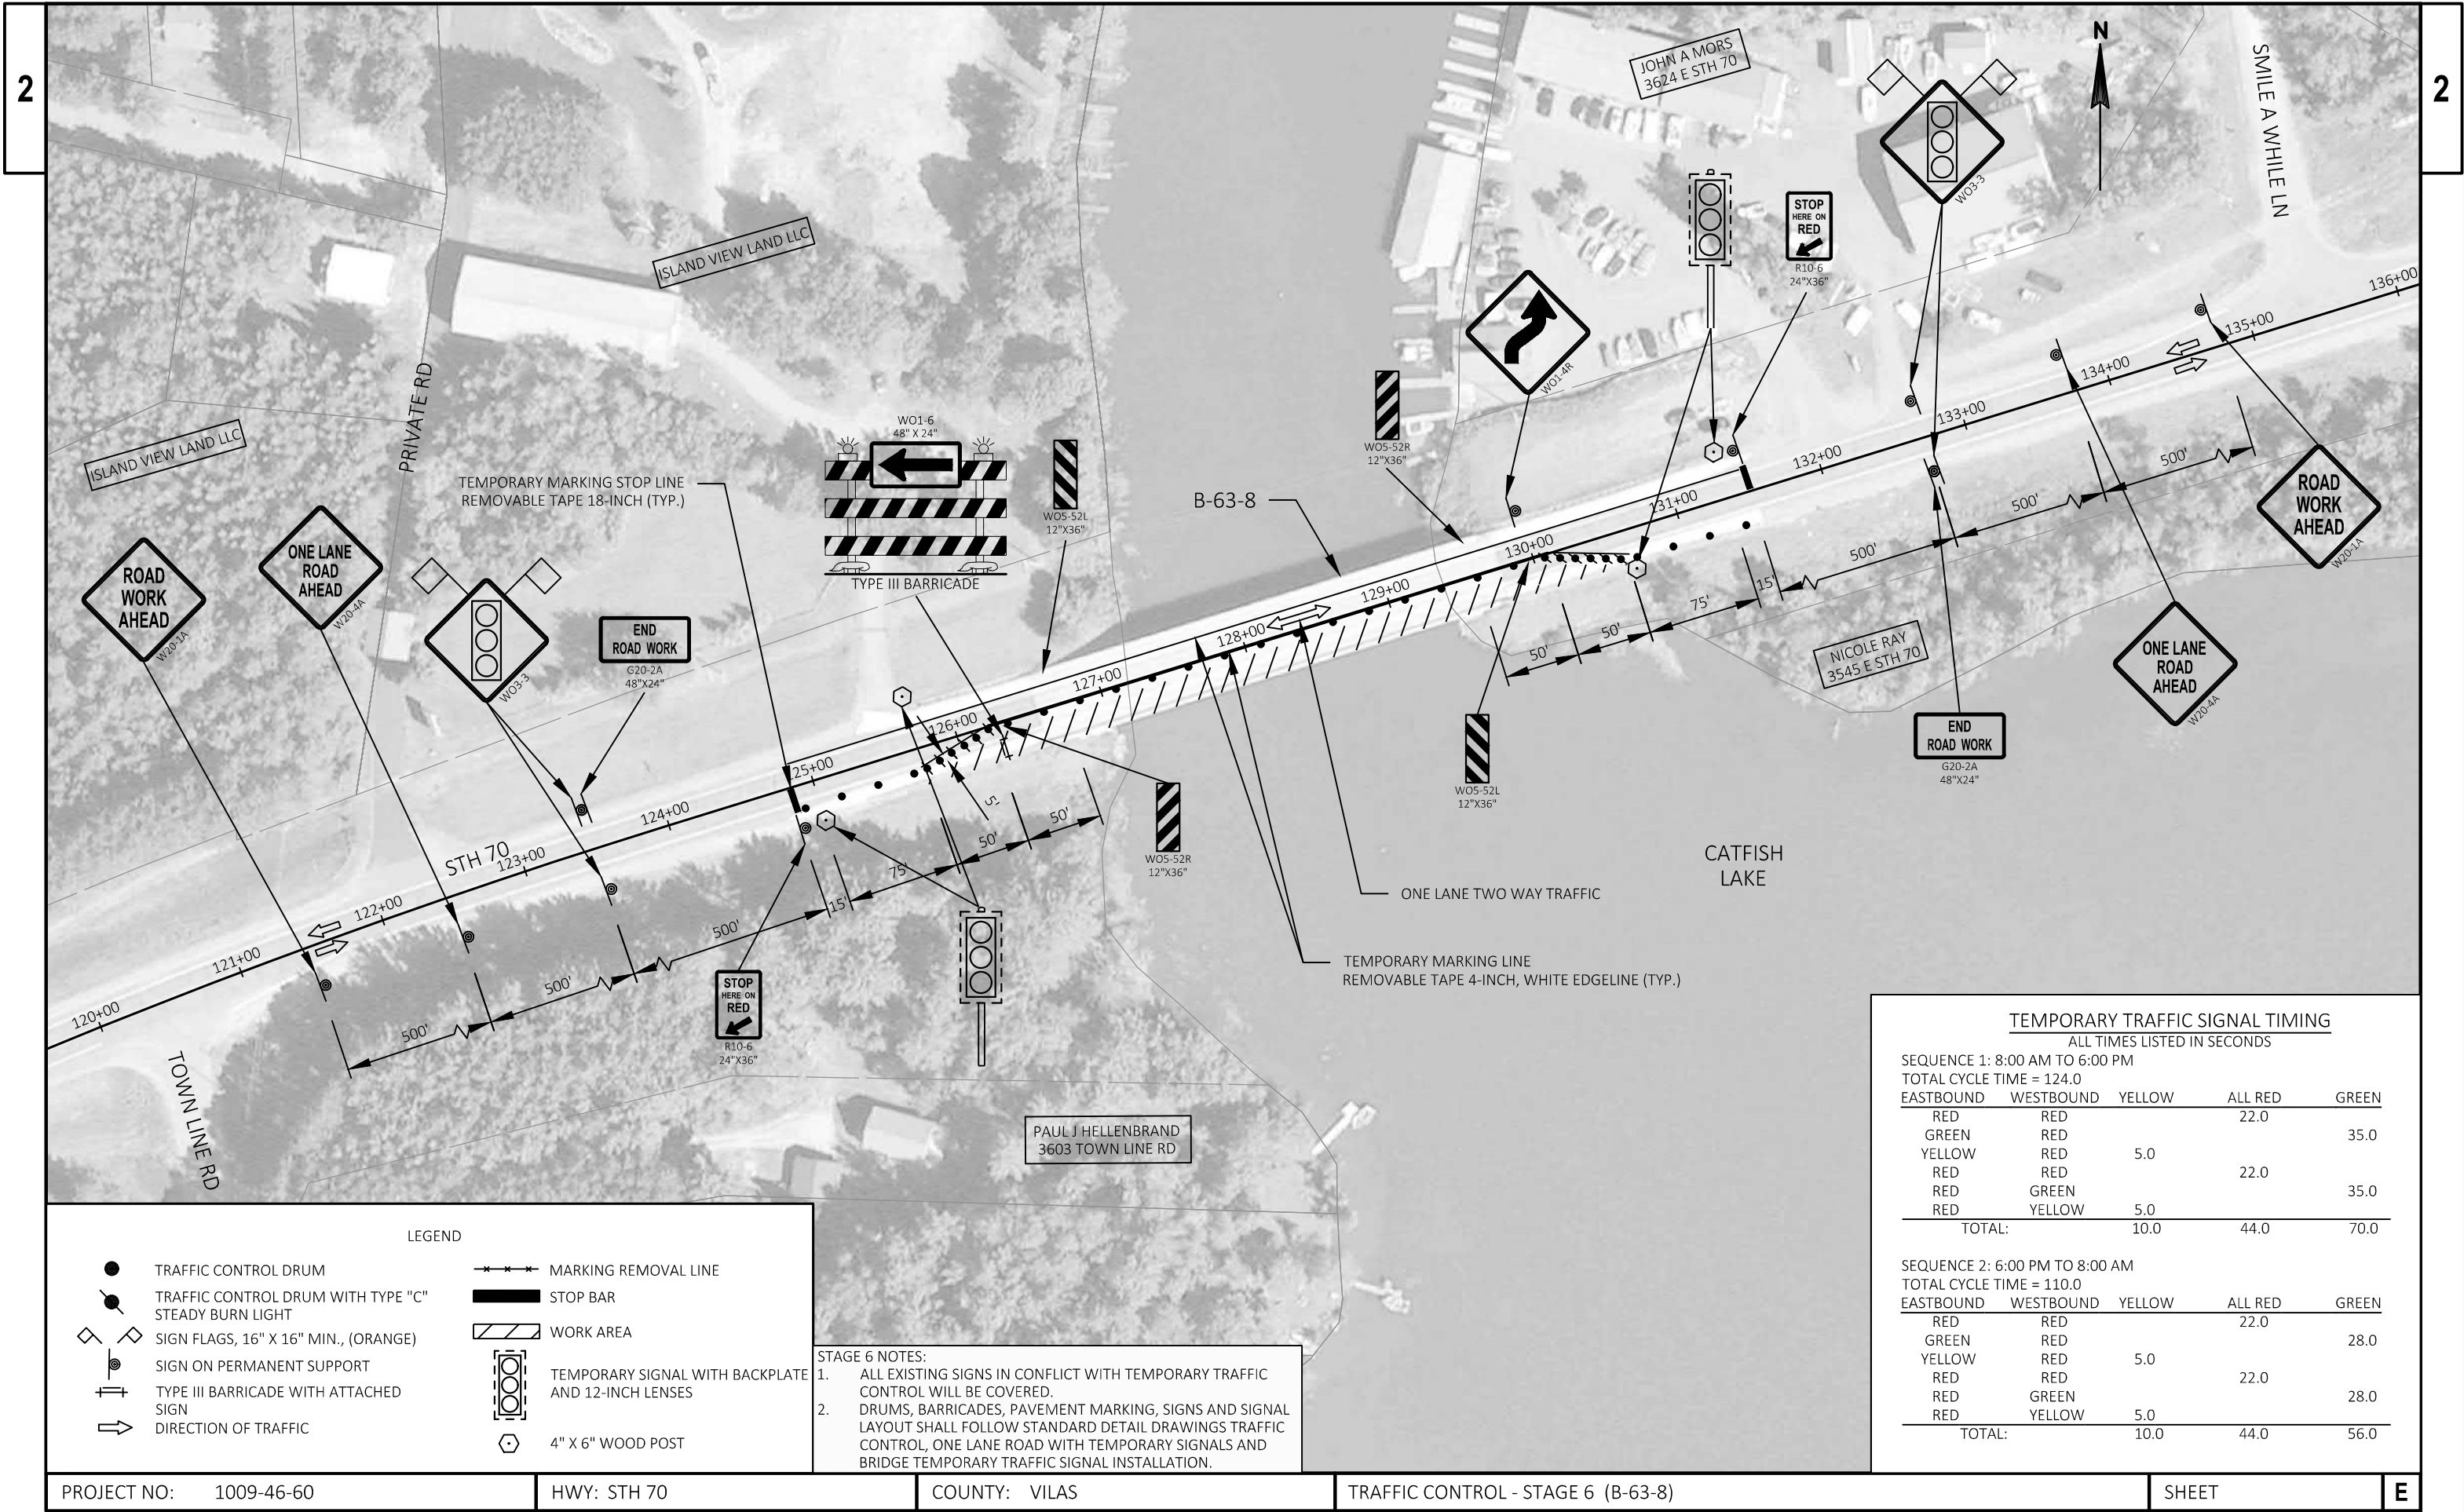 2
2
N
JOHN A MORS
3624 E STH 70
SMILE A WHILE LN
WO3-3
STOP
HERE ON
RED
R10-6
24"X36"
ISLAND VIEW LAND LLC
WO1-4R
136+00
135+00
134+00
133+00
132+00
131+00
130+00
129+00
128+00
127+00
126+00
125+00
124+00
123+00
122+00
121+00
120+00
PRIVATE RD
ISLAND VIEW LAND LLC
WO1-6
48" X 24"
TYPE III BARRICADE
WO5-52L
12"X36"
WO5-52R
12"X36"
B-63-8
TEMPORARY MARKING STOP LINE
REMOVABLE TAPE 18-INCH (TYP.)
ROAD
WORK
AHEAD
W20-1A
ONE LANE
ROAD
AHEAD
W20-4A
WO3-3
END
ROAD WORK
G20-2A
48"X24"
ROAD
WORK
AHEAD
W20-1A
ONE LANE
ROAD
AHEAD
W20-4A
END
ROAD WORK
G20-2A
48"X24"
NICOLE RAY
3545 E STH 70
50'
50'
75'
15'
500'
500'
500'
WO5-52L
12"X36"
WO5-52R
12"X36"
STH 70
5'
50'
50'
75'
15'
500'
500'
500'
STOP
HERE ON
RED
R10-6
24"X36"
CATFISH
LAKE
ONE LANE TWO WAY TRAFFIC
TEMPORARY MARKING LINE
REMOVABLE TAPE 4-INCH, WHITE EDGELINE (TYP.)
TOWN LINE RD
PAUL J HELLENBRAND
3603 TOWN LINE RD
TEMPORARY TRAFFIC SIGNAL TIMING
ALL TIMES LISTED IN SECONDS
SEQUENCE 1: 8:00 AM TO 6:00 PM
TOTAL CYCLE TIME = 124.0
EASTBOUND WESTBOUND YELLOW ALL RED GREEN
RED RED 22.0
GREEN RED 35.0
YELLOW RED 5.0
RED RED 22.0
RED GREEN 35.0
RED YELLOW 5.0
TOTAL: 10.0 44.0 70.0
SEQUENCE 2: 6:00 PM TO 8:00 AM
TOTAL CYCLE TIME = 110.0
EASTBOUND WESTBOUND YELLOW ALL RED GREEN
RED RED 22.0
GREEN RED 28.0
YELLOW RED 5.0
RED RED 22.0
RED GREEN 28.0
RED YELLOW 5.0
TOTAL: 10.0 44.0 56.0
LEGEND
TRAFFIC CONTROL DRUM
TRAFFIC CONTROL DRUM WITH TYPE "C"
STEADY BURN LIGHT
SIGN FLAGS, 16" X 16" MIN., (ORANGE)
SIGN ON PERMANENT SUPPORT
TYPE III BARRICADE WITH ATTACHED
SIGN
DIRECTION OF TRAFFIC
MARKING REMOVAL LINE
STOP BAR
WORK AREA
TEMPORARY SIGNAL WITH BACKPLATE
AND 12-INCH LENSES
4" X 6" WOOD POST
STAGE 6 NOTES:
1. ALL EXISTING SIGNS IN CONFLICT WITH TEMPORARY TRAFFIC
CONTROL WILL BE COVERED.
2. DRUMS, BARRICADES, PAVEMENT MARKING, SIGNS AND SIGNAL
LAYOUT SHALL FOLLOW STANDARD DETAIL DRAWINGS TRAFFIC
CONTROL, ONE LANE ROAD WITH TEMPORARY SIGNALS AND
BRIDGE TEMPORARY TRAFFIC SIGNAL INSTALLATION.
PROJECT NO: 1009-46-60
HWY: STH 70
COUNTY: VILAS
TRAFFIC CONTROL - STAGE 6 (B-63-8)
SHEET
E